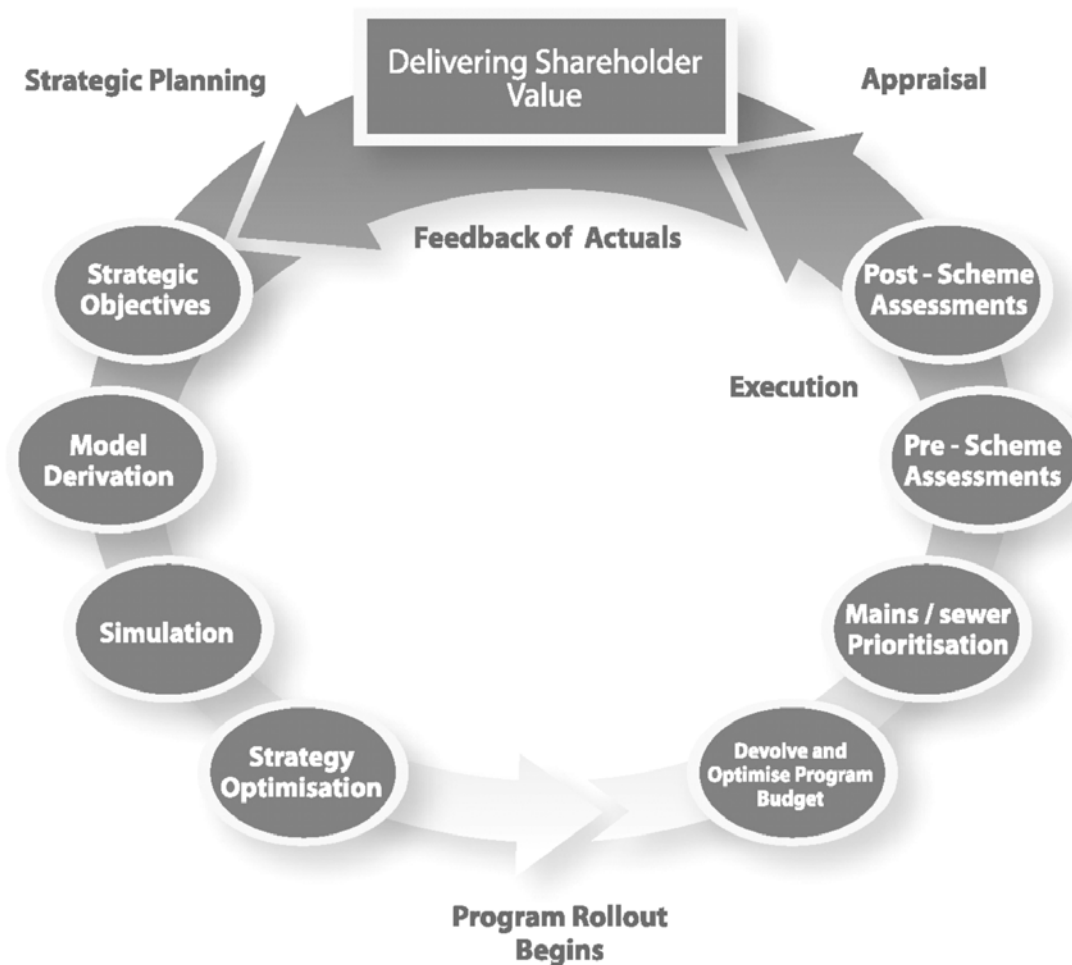 Delivering Shareholder
Value
Strategic Planning
Appraisal
Feedback of Actuals
Strategic
Objectives
Post - Scheme
Assessments
Execution
Model
Derivation
Pre - Scheme
Assessments
Simulation
Mains / sewer
Prioritisation
Strategy
Optimisation
Devolve and
Optimise Program
Budget
Program Rollout
Begins